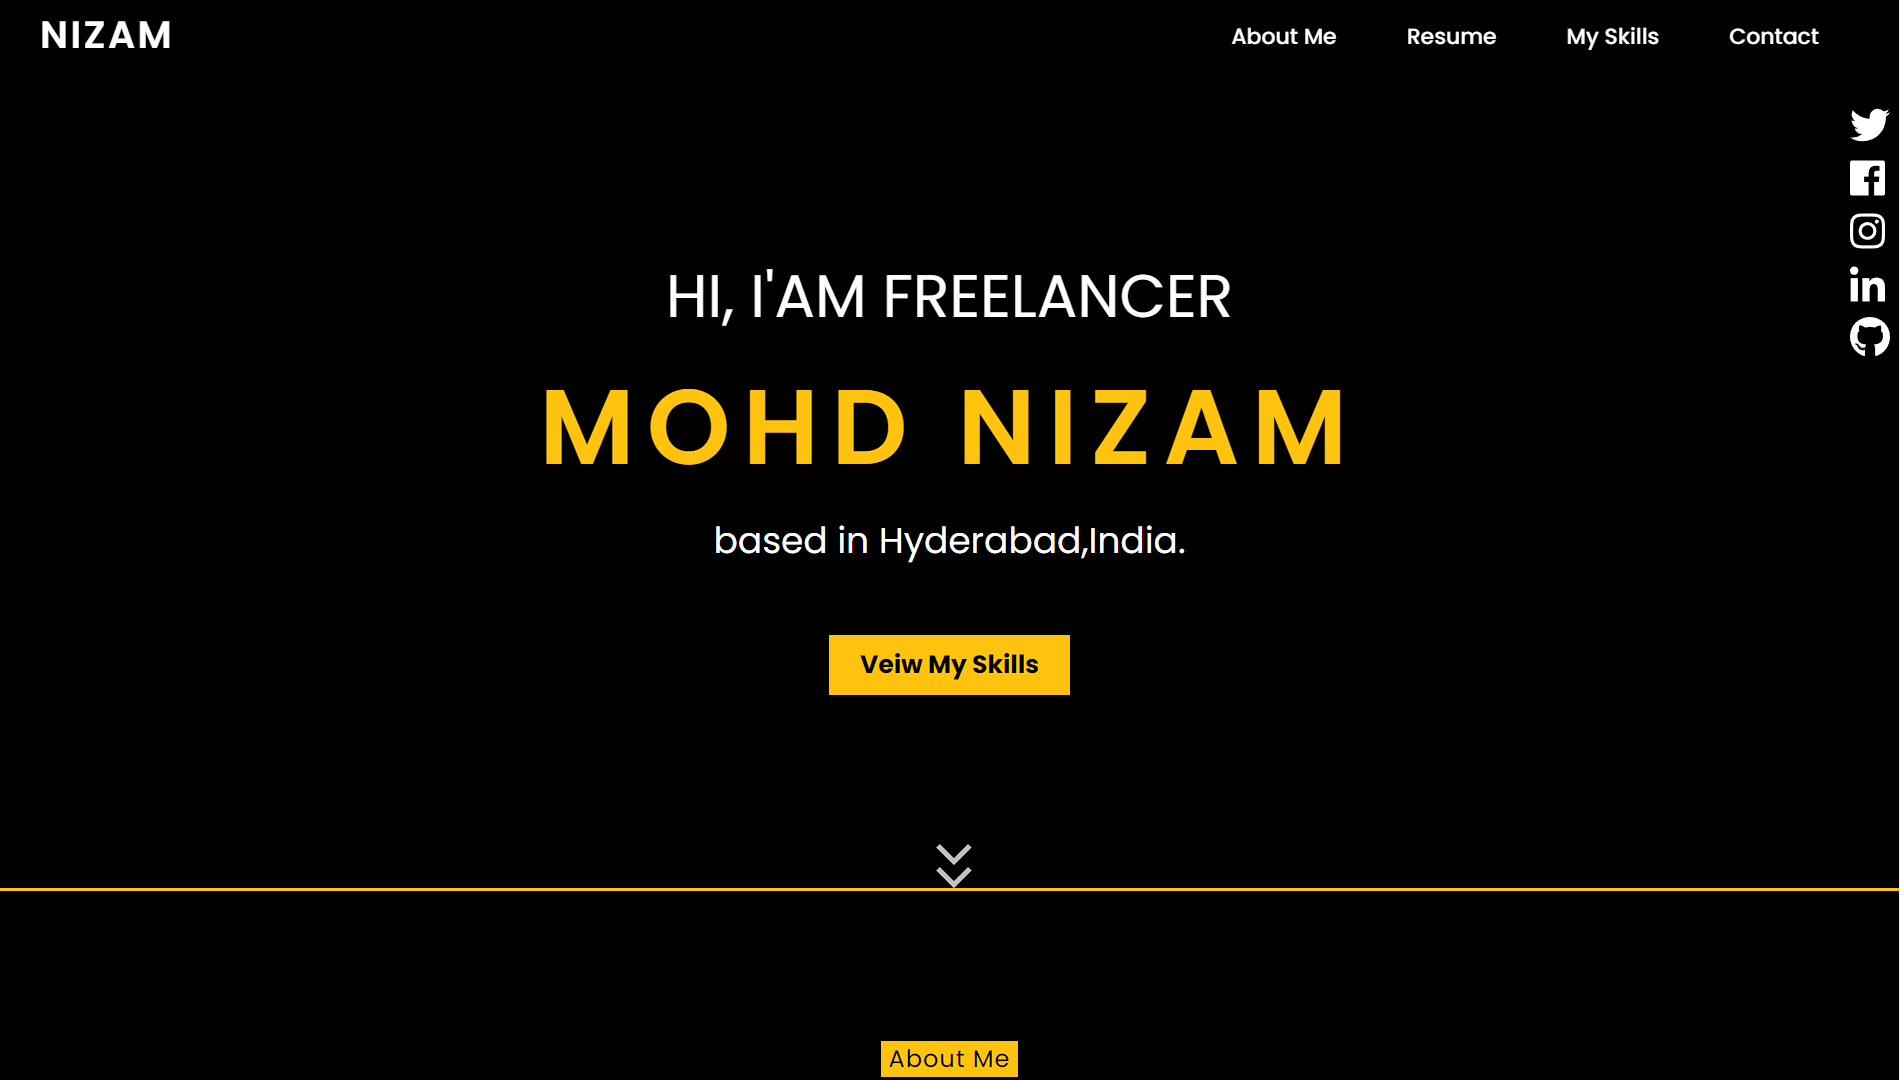 NIZAM
About Me Resume My Skills Contact
HI, I'AM FREELANCER
MOHD NIZAM
based in Hyderabad,India.
Veiw My Skills
About Me